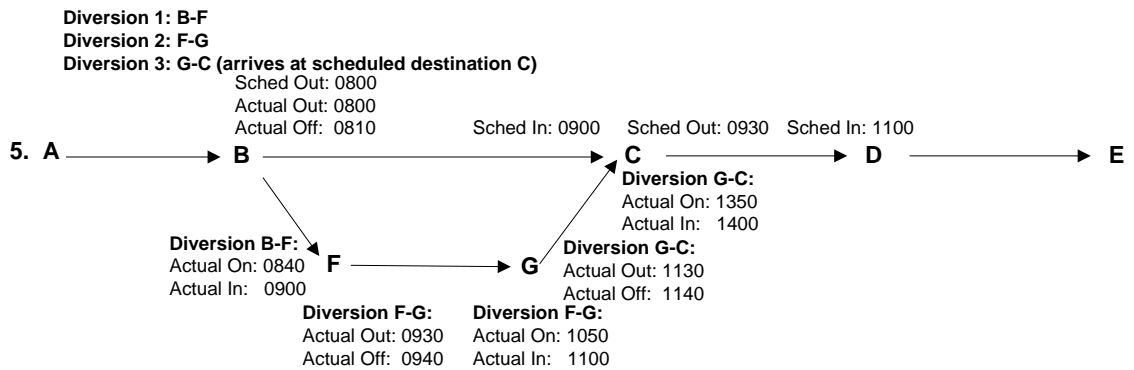 Diversion 1: B-F
Diversion 2: F-G
Diversion 3: G-C (arrives at scheduled destination C)
Sched Out: 0800
Actual Out: 0800
Actual Off: 0810
Sched In: 0900
Sched Out: 0930
Sched In: 1100
5. A
B
C
D
E
Diversion G-C:
Actual On: 1350
Actual In: 1400
Diversion B-F:
Actual On: 0840
Actual In: 0900
F
G
Diversion G-C:
Actual Out: 1130
Actual Off: 1140
Diversion F-G:
Actual Out: 0930
Actual Off: 0940
Diversion F-G:
Actual On: 1050
Actual In: 1100